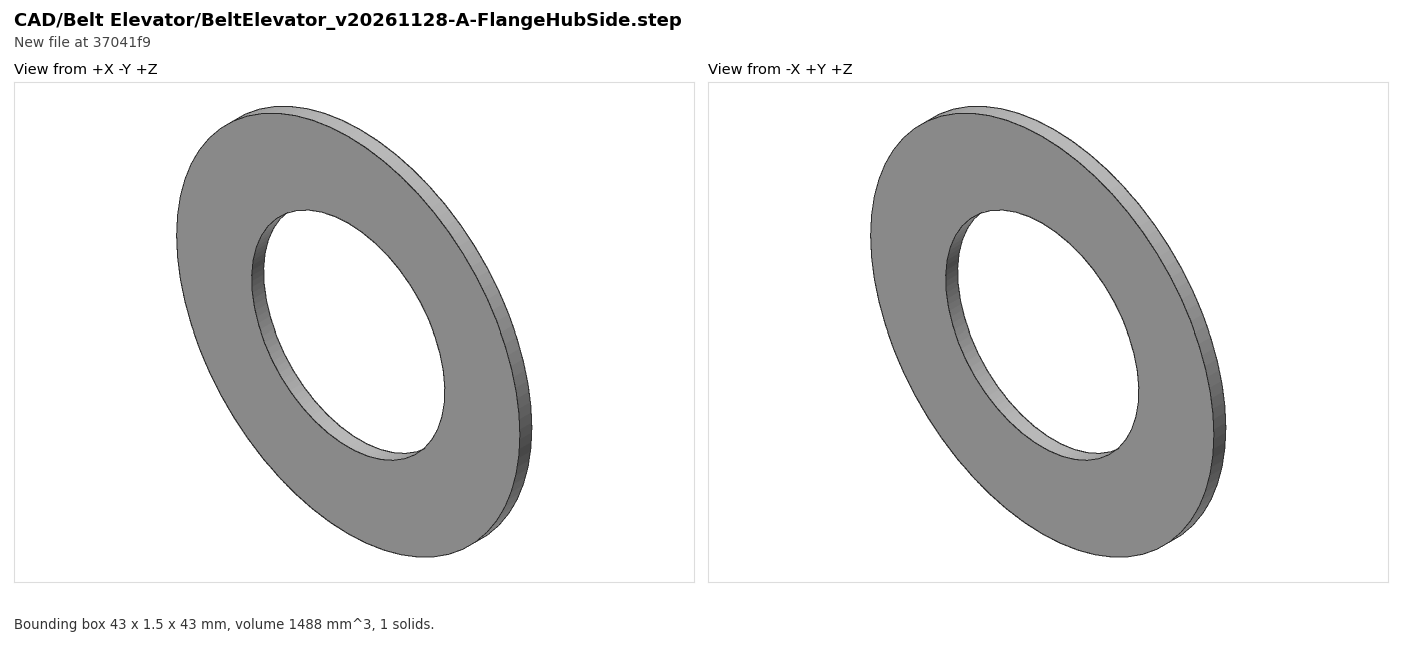 CAD/Belt Elevator/BeltElevator_v20261128-A-FlangeHubSide.step
New file at 37041f9
View from +X -Y +Z
View from -X +Y +Z
Bounding box 43 x 1.5 x 43 mm, volume 1488 mm^3, 1 solids.